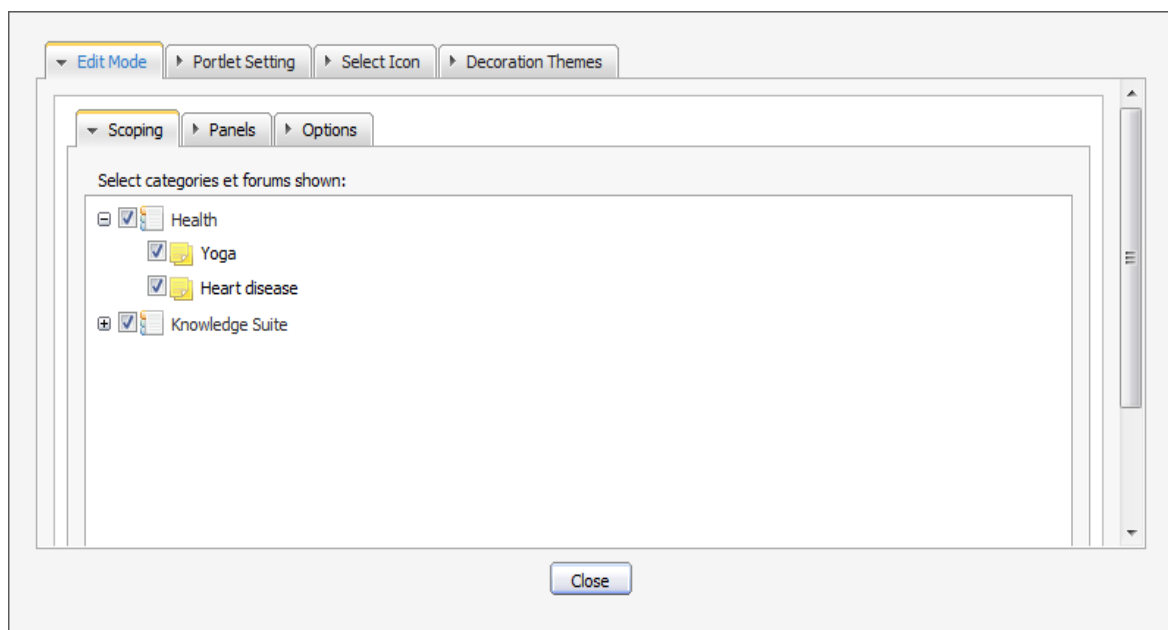 Edit Mode Portlet Setting Select Icon Decoration Themes
Scoping Panels Options
Select categories et forums shown:
Health
Yoga
Heart disease
Knowledge Suite
Close